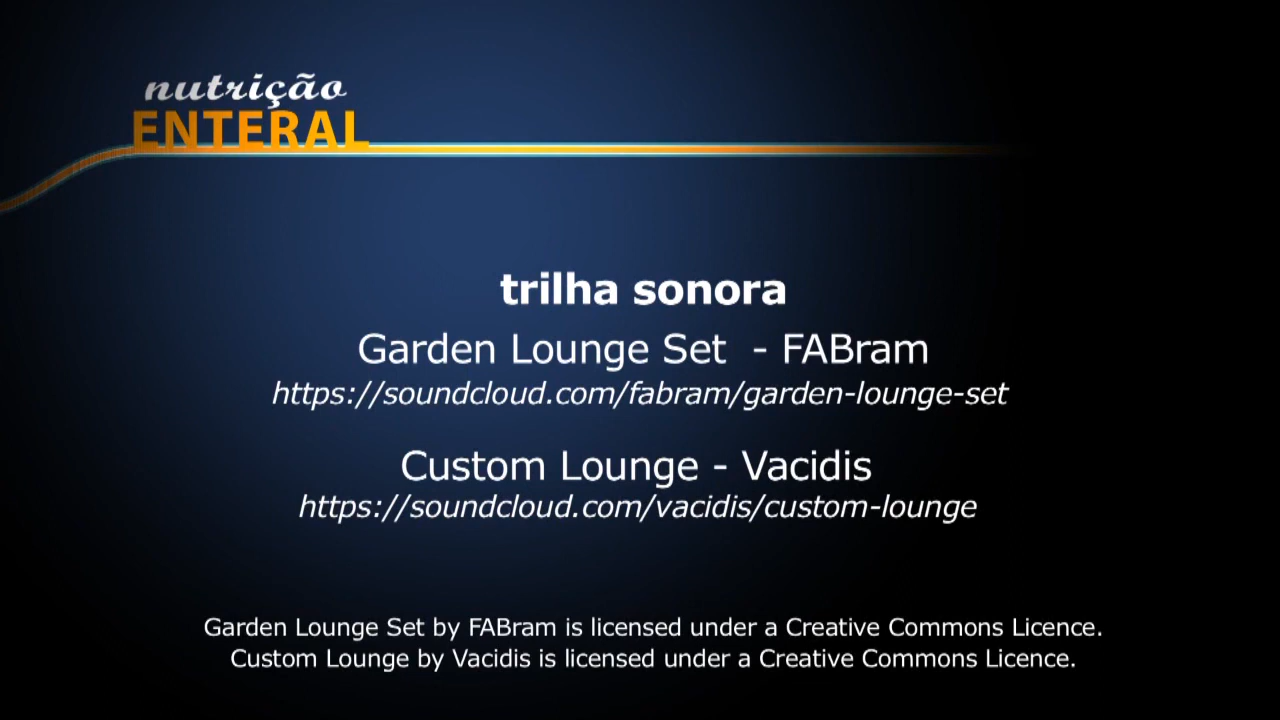 nutrição
ENTERAL
trilha sonora
Garden Lounge Set - FABram
https://soundcloud.com/fabram/garden-lounge-set
Custom Lounge - Vacidis
https://soundcloud.com/vacidis/custom-lounge
Garden Lounge Set by FABram is licensed under a Creative Commons Licence.
Custom Lounge by Vacidis is licensed under a Creative Commons Licence.